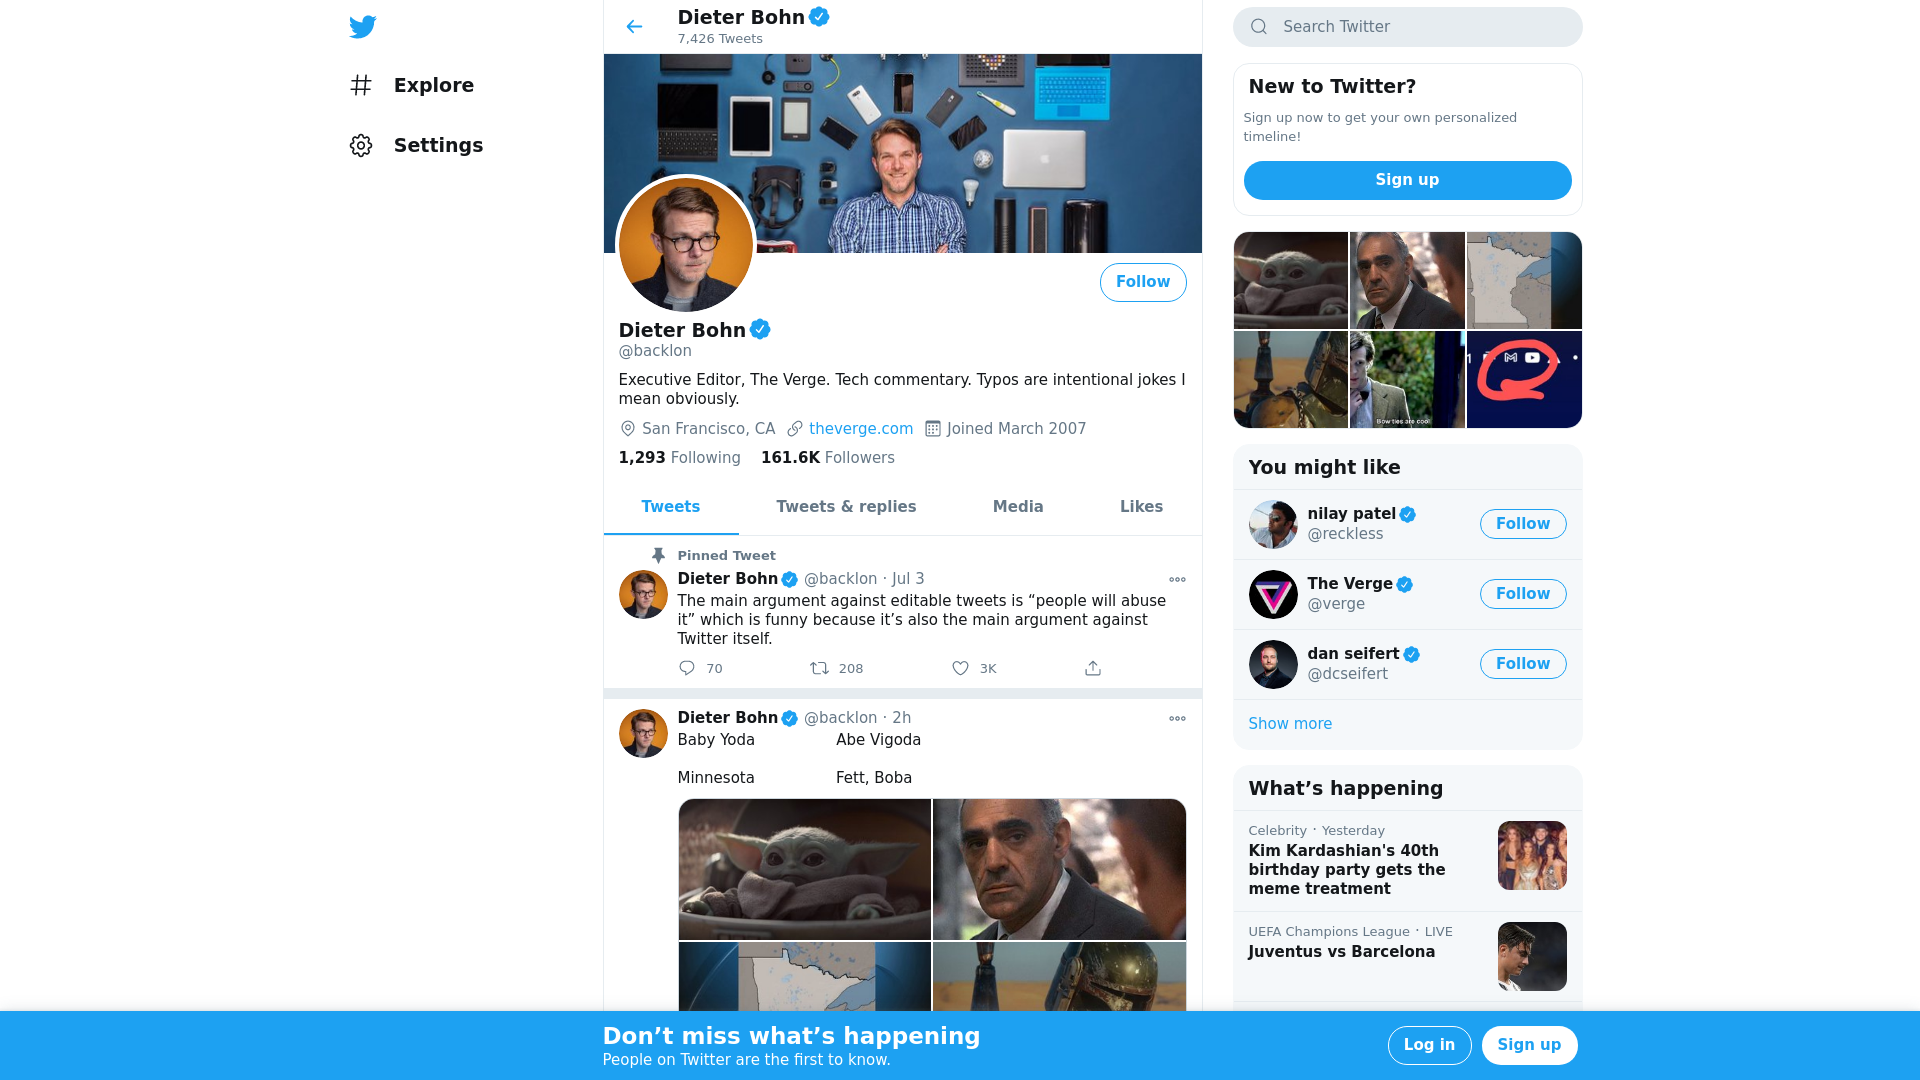 Explore
Settings
Dieter Bohn
7,426 Tweets
Follow
Dieter Bohn
@backlon
Executive Editor, The Verge. Tech commentary. Typos are intentional jokes I
mean obviously.
San Francisco, CA theverge.com Joined March 2007
1,293 Following 161.6K Followers
Tweets Tweets & replies Media Likes
Pinned Tweet
Dieter Bohn @backlon · Jul 3
The main argument against editable tweets is “people will abuse
it” which is funny because it’s also the main argument against
Twitter itself.
70 208 3K
Dieter Bohn @backlon · 2h
Baby Yoda Abe Vigoda
Minnesota Fett, Boba
Search Twitter
New to Twitter?
Sign up now to get your own personalized
timeline!
Sign up
Bow ties are cool
You might like
nilay patel
@reckless
Follow
The Verge
@verge
Follow
dan seifert
@dcseifert
Follow
Show more
What’s happening
Celebrity · Yesterday
Kim Kardashian's 40th
birthday party gets the
meme treatment
UEFA Champions League · LIVE
Juventus vs Barcelona
Don’t miss what’s happening
People on Twitter are the first to know.
Log in
Sign up